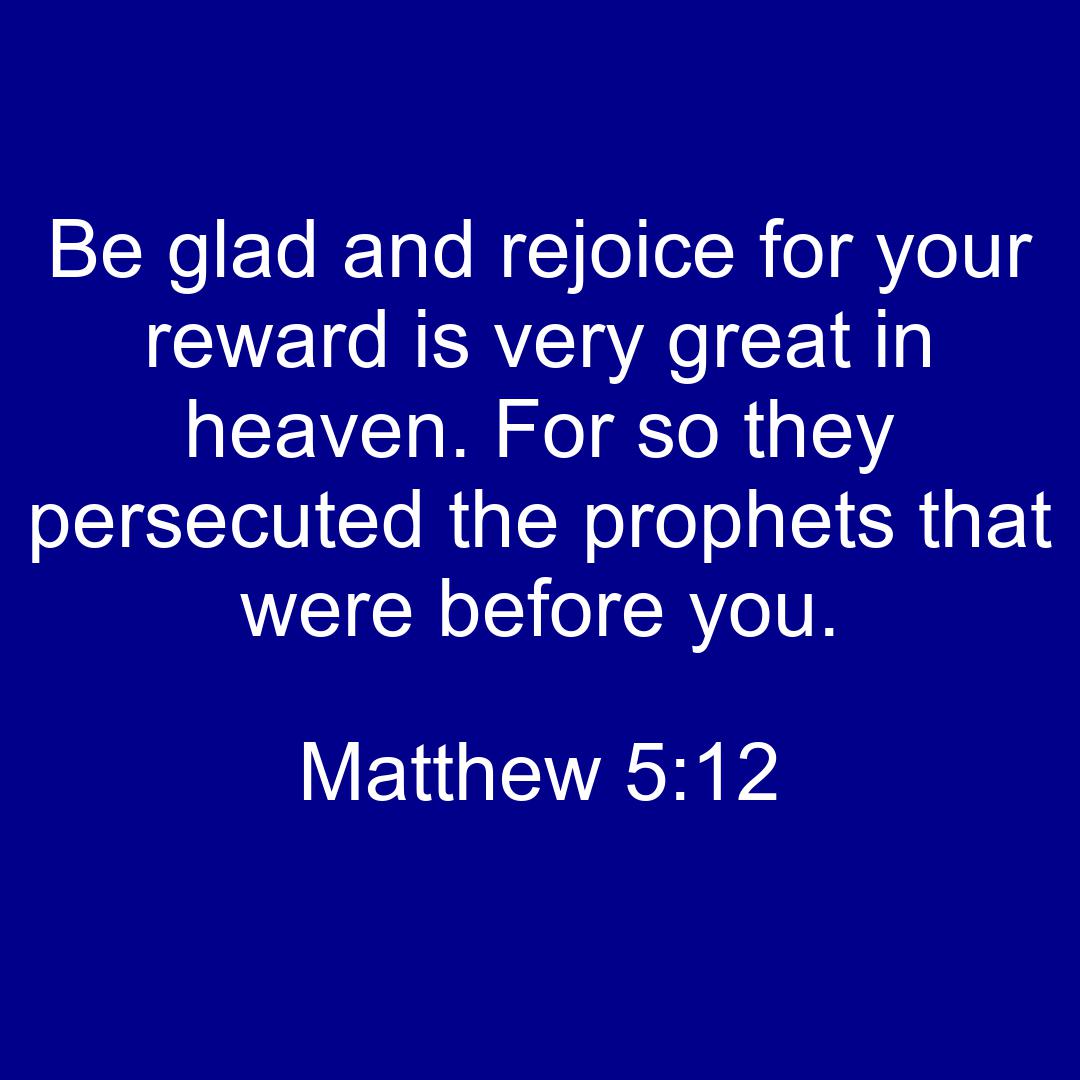 Be glad and rejoice for your
reward is very great in
heaven. For so they
persecuted the prophets that
were before you.
Matthew 5:12